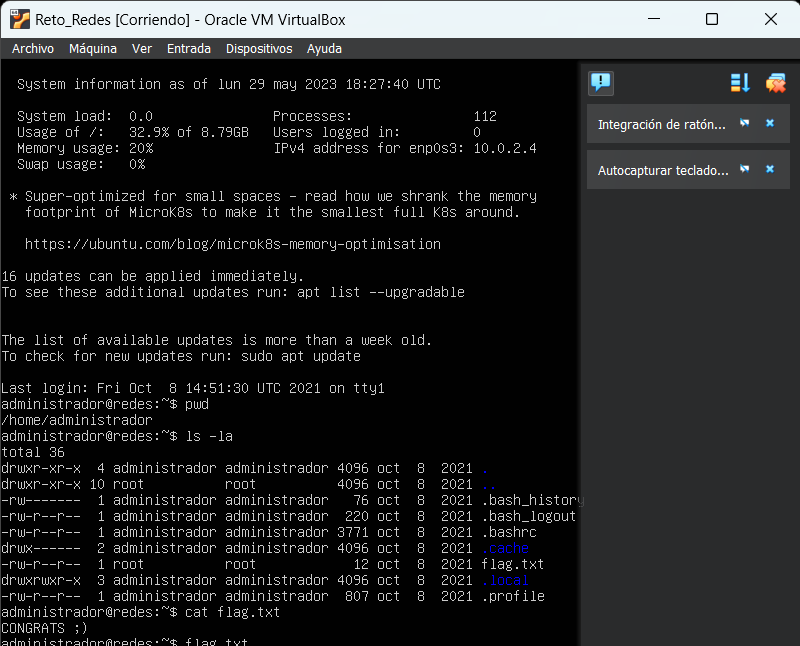 Reto_Redes [Corriendo] - Oracle VM VirtualBox
Archivo Máquina Ver Entrada Dispositivos Ayuda
System information as of lun 29 may 2023 18:27:40 UTC
System load: 0.0 Processes: 112
Usage of /: 32.9% of 8.79GB Users logged in: 0
Memory usage: 20% IPv4 address for enp0s3: 10.0.2.4
Swap usage: 0%
* Super-optimized for small spaces - read how we shrank the memory
footprint of MicroK8s to make it the smallest full K8s around.
https://ubuntu.com/blog/microk8s-memory-optimisation
16 updates can be applied immediately.
To see these additional updates run: apt list --upgradable
The list of available updates is more than a week old.
To check for new updates run: sudo apt update
Last login: Fri Oct 8 14:51:30 UTC 2021 on tty1
administrador@redes:~$ pwd
/home/administrador
administrador@redes:~$ ls -la
total 36
drwxr-xr-x 4 administrador administrador 4096 oct 8 2021 .
drwxr-xr-x 10 root root 4096 oct 8 2021 ..
-rw------- 1 administrador administrador 76 oct 8 2021 .bash_history
-rw-r--r-- 1 administrador administrador 220 oct 8 2021 .bash_logout
-rw-r--r-- 1 administrador administrador 3771 oct 8 2021 .bashrc
drwx------ 2 administrador administrador 4096 oct 8 2021 .cache
-rw-r--r-- 1 root root 12 oct 8 2021 flag.txt
drwxrwxr-x 3 administrador administrador 4096 oct 8 2021 .local
-rw-r--r-- 1 administrador administrador 807 oct 8 2021 .profile
administrador@redes:~$ cat flag.txt
CONGRATS ;)
administrador@redes:~$ flag.txt
Integración de ratón...
Autocapturar teclado...